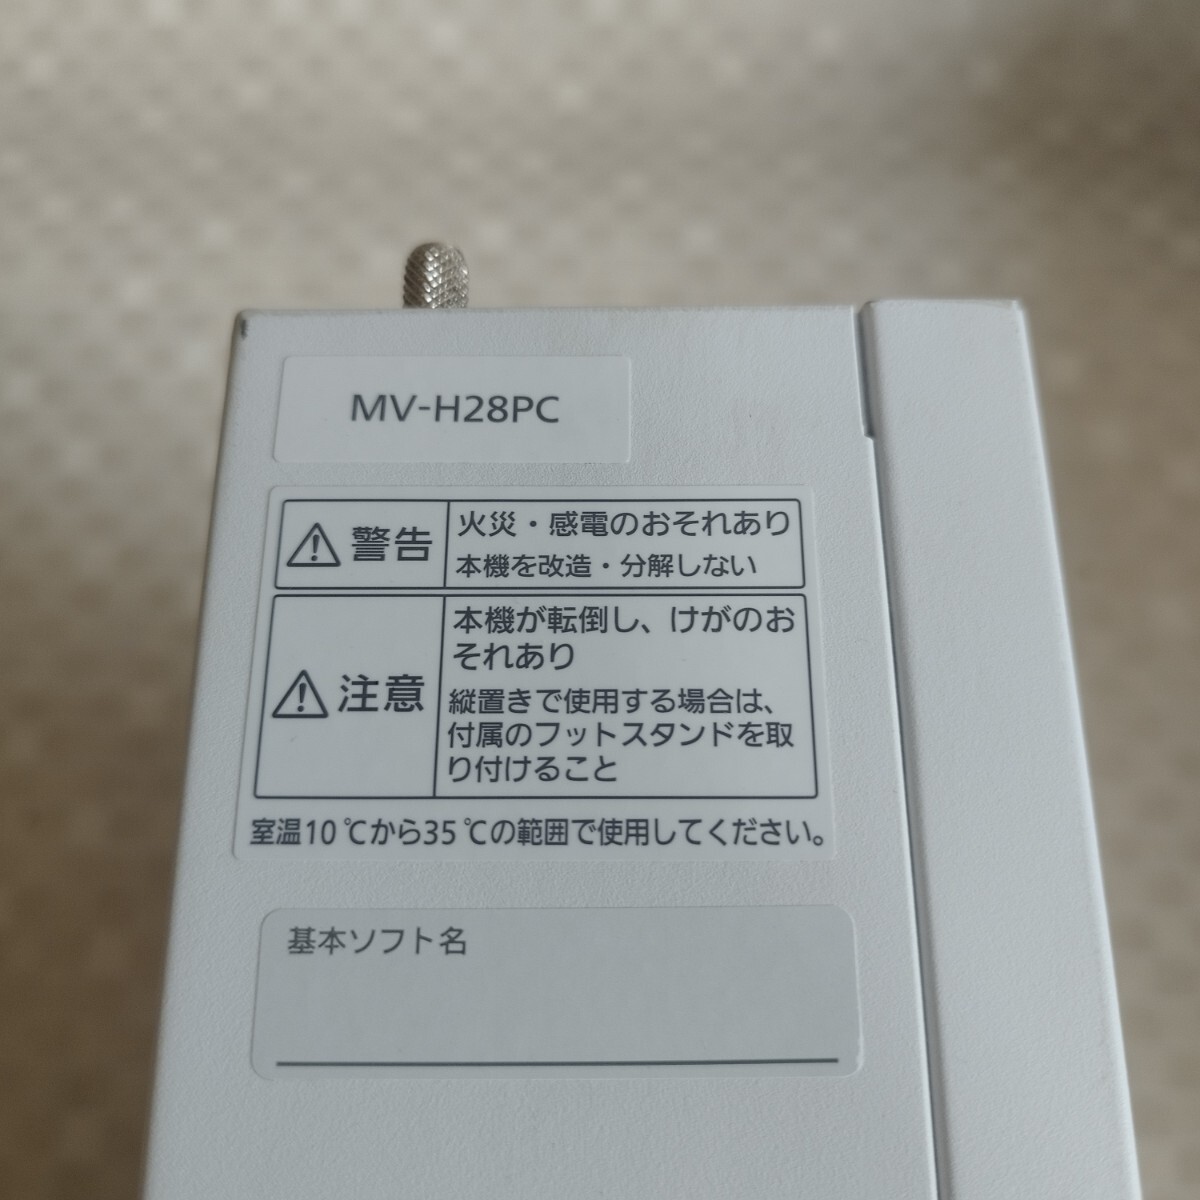 MV-H28PC
警告
火災・感電のおそれあり
本機を改造・分解しない
注意
本機が転倒し、けがのお
それあり
縦置きで使用する場合は、
付属のフットスタンドを取
り付けること
室温10℃から35℃の範囲で使用してください。
基本ソフト名